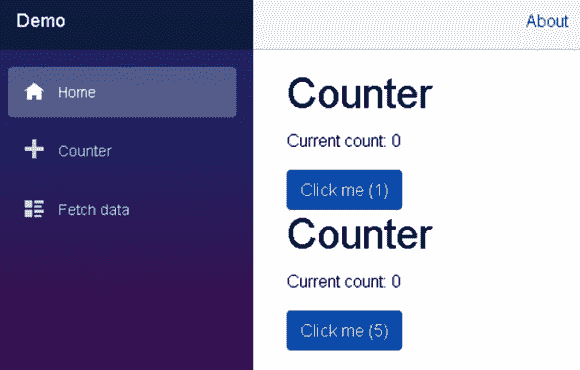 Demo
About
Home
Counter
Fetch data
Counter
Current count: 0
Click me (1)
Counter
Current count: 0
Click me (5)